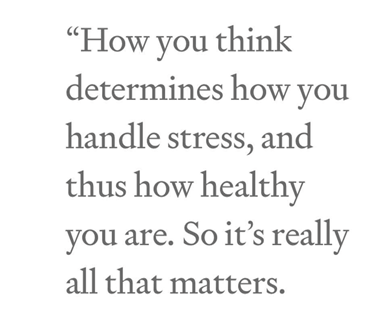 “How you think
determines how you
handle stress, and
thus how healthy
you are. So it’s really
all that matters.